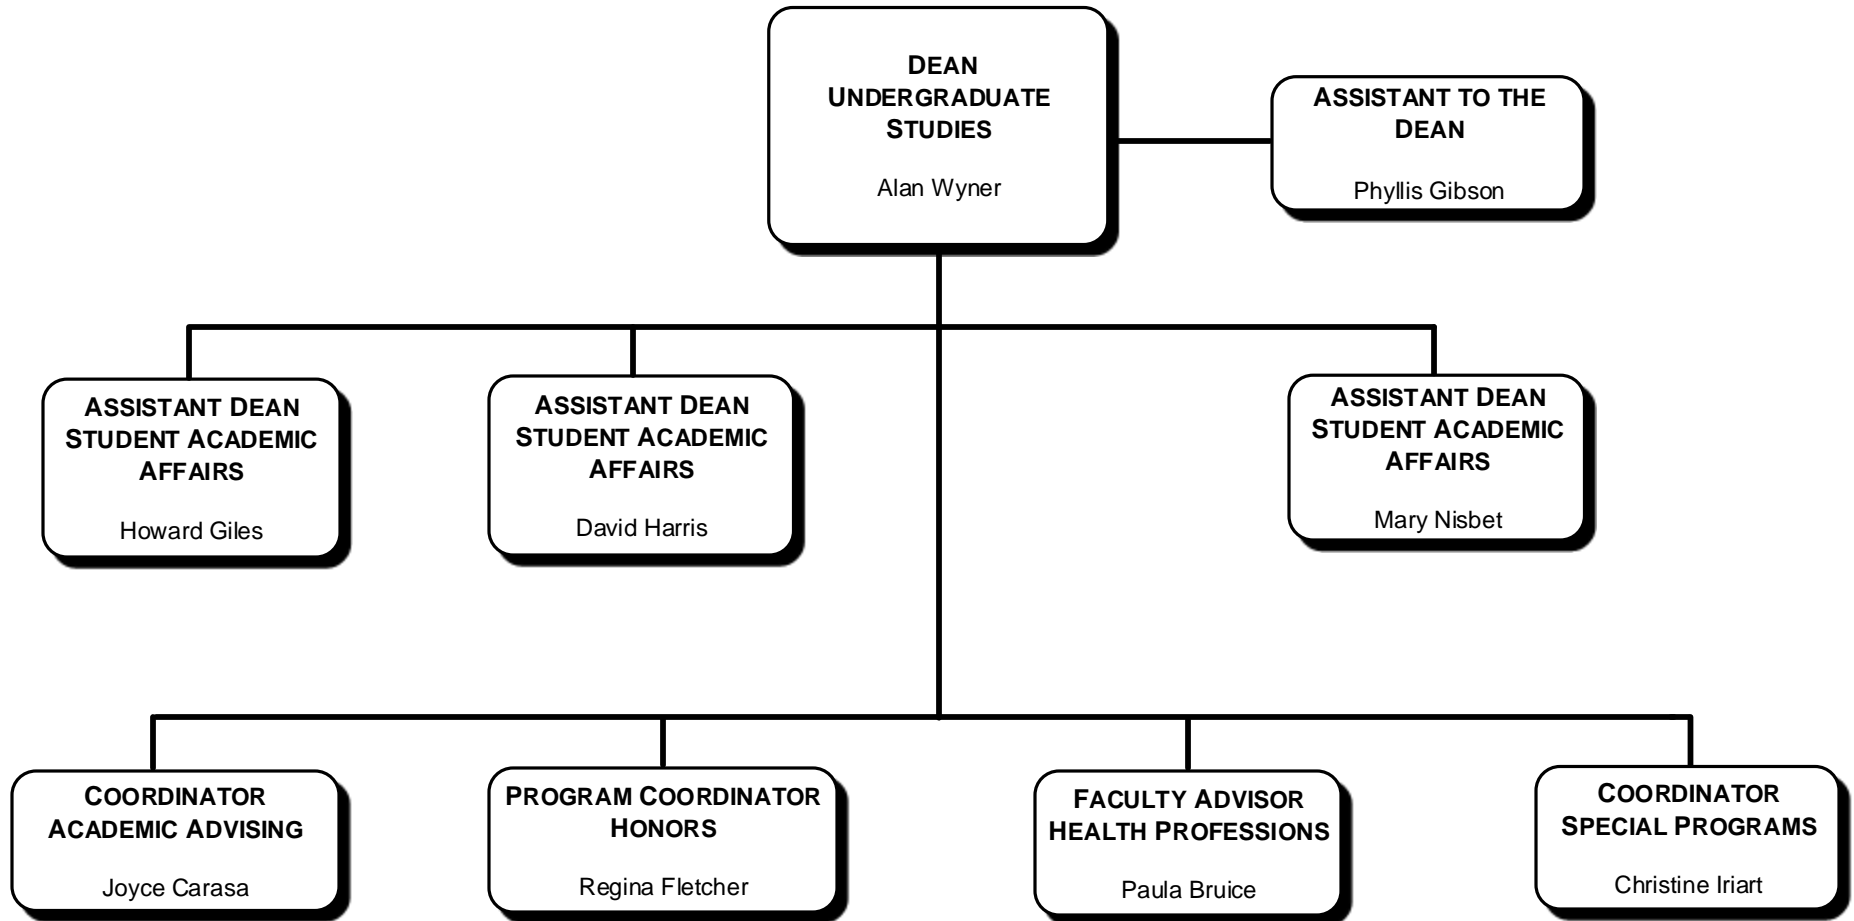 DEAN
UNDERGRADUATE
STUDIES
Alan Wyner
ASSISTANT TO THE
DEAN
Phyllis Gibson
ASSISTANT DEAN
STUDENT ACADEMIC
AFFAIRS
Howard Giles
ASSISTANT DEAN
STUDENT ACADEMIC
AFFAIRS
David Harris
ASSISTANT DEAN
STUDENT ACADEMIC
AFFAIRS
Mary Nisbet
COORDINATOR
ACADEMIC ADVISING
Joyce Carasa
PROGRAM COORDINATOR
HONORS
Regina Fletcher
FACULTY ADVISOR
HEALTH PROFESSIONS
Paula Bruice
COORDINATOR
SPECIAL PROGRAMS
Christine Iriart